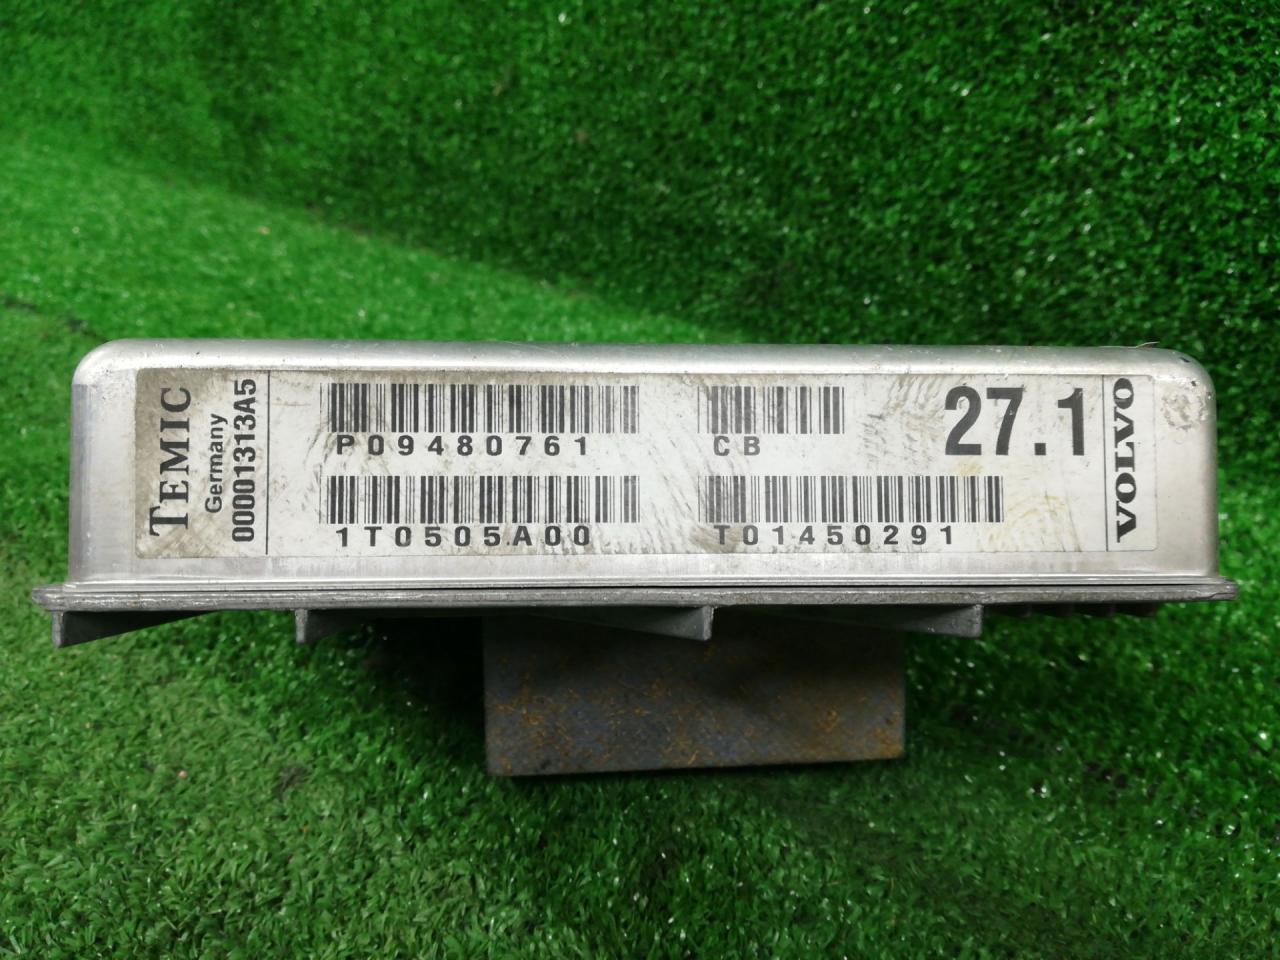 TEMIC
Germany
00001313A5
P09480761
CB
27.1
1T0505A00
T01450291
VOLVO